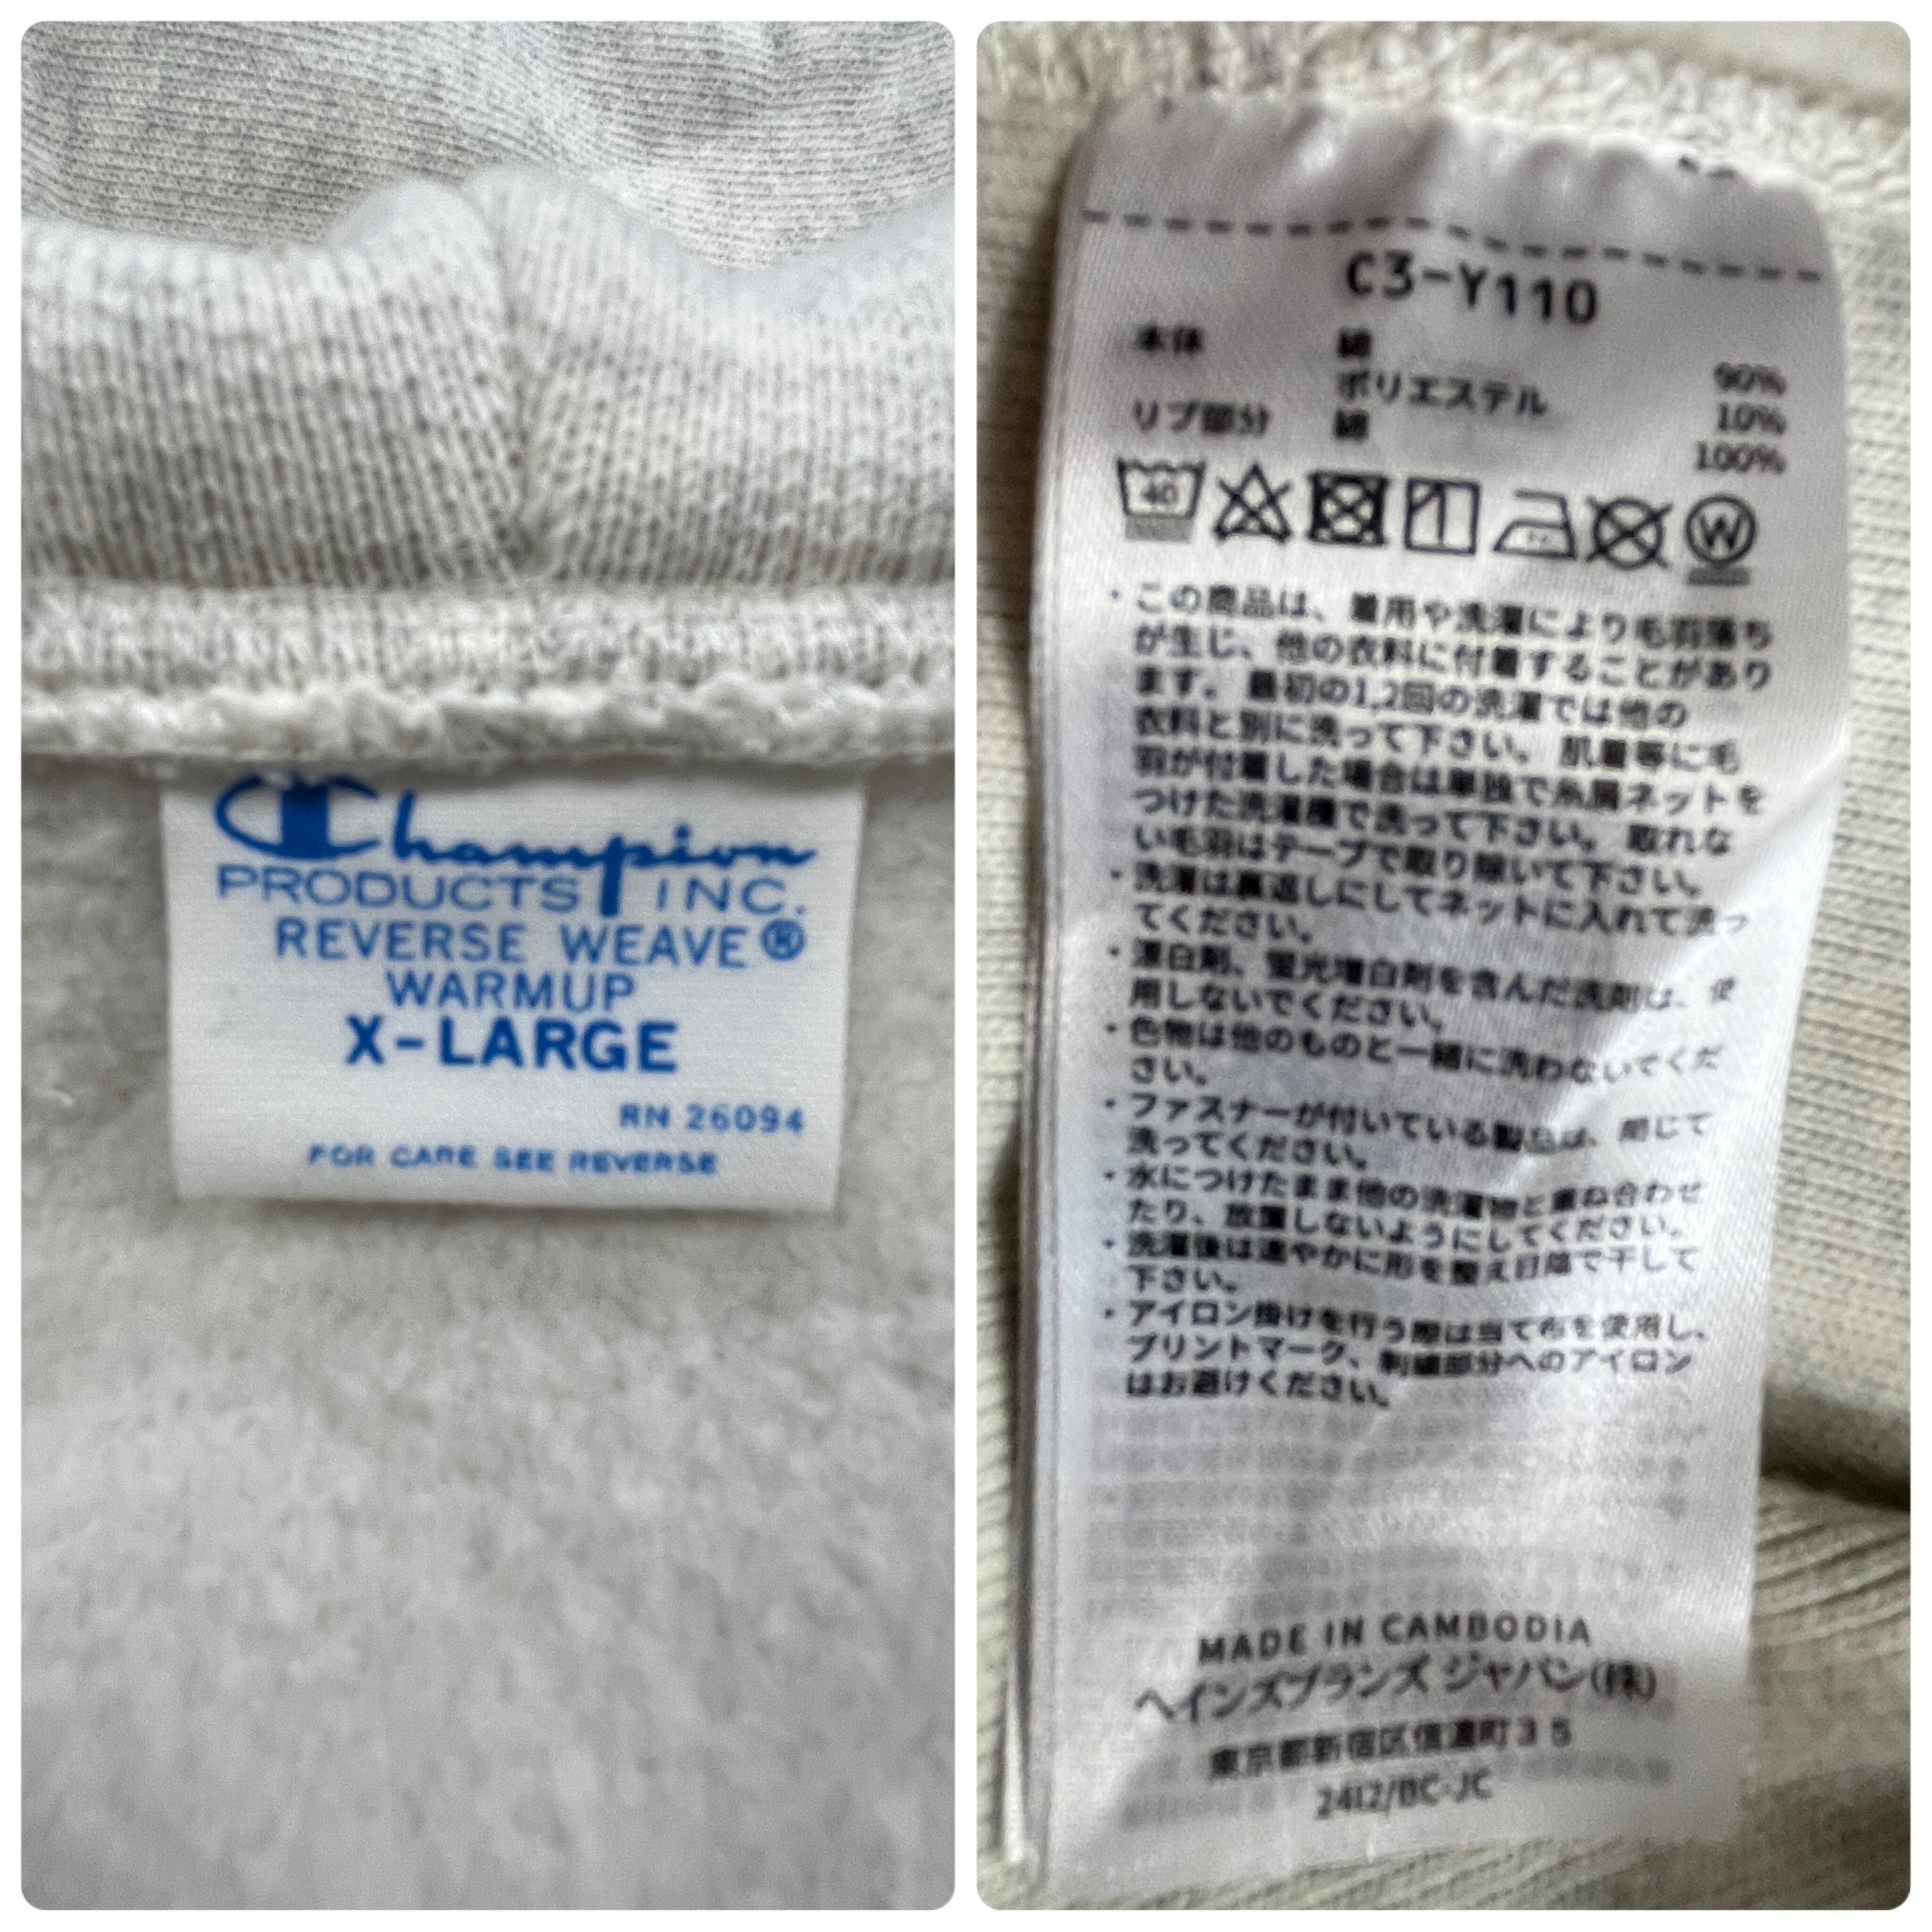 Champion
PRODUCTS INC.
REVERSE WEAVE®
WARMUP
X-LARGE
RN 26094
FOR CARE SEE REVERSE
C3-Y110
本体 綿 90%
ポリエステル 10%
リブ部分 綿 100%
40
W
・この商品は、着用や洗濯により毛羽落ち
が生じ、他の衣料に付着することがあり
ます。最初の1,2回の洗濯では他の
衣料と別に洗って下さい。肌着等に毛
羽が付着した場合は単独で糸屑ネットを
つけた洗濯機で洗って下さい。取れな
い毛羽はテープで取り除いて下さい。
・洗濯は裏返しにしてネットに入れて洗っ
てください。
・漂白剤、蛍光増白剤を含んだ洗剤は、使
用しないでください。
・色物は他のものと一緒に洗わないでくだ
さい。
・ファスナーが付いている製品は、閉じて
洗ってください。
・水につけたまま他の洗濯物と重ね合わせ
たり、放置しないようにしてください。
・洗濯後は速やかに形を整え日陰で干して
下さい。
・アイロン掛けを行う際は当て布を使用し、
プリントマーク、刺繍部分へのアイロン
はお避けください。
MADE IN CAMBODIA
ヘインズブランズ ジャパン(株)
東京都新宿区信濃町35
2412/BC-JC